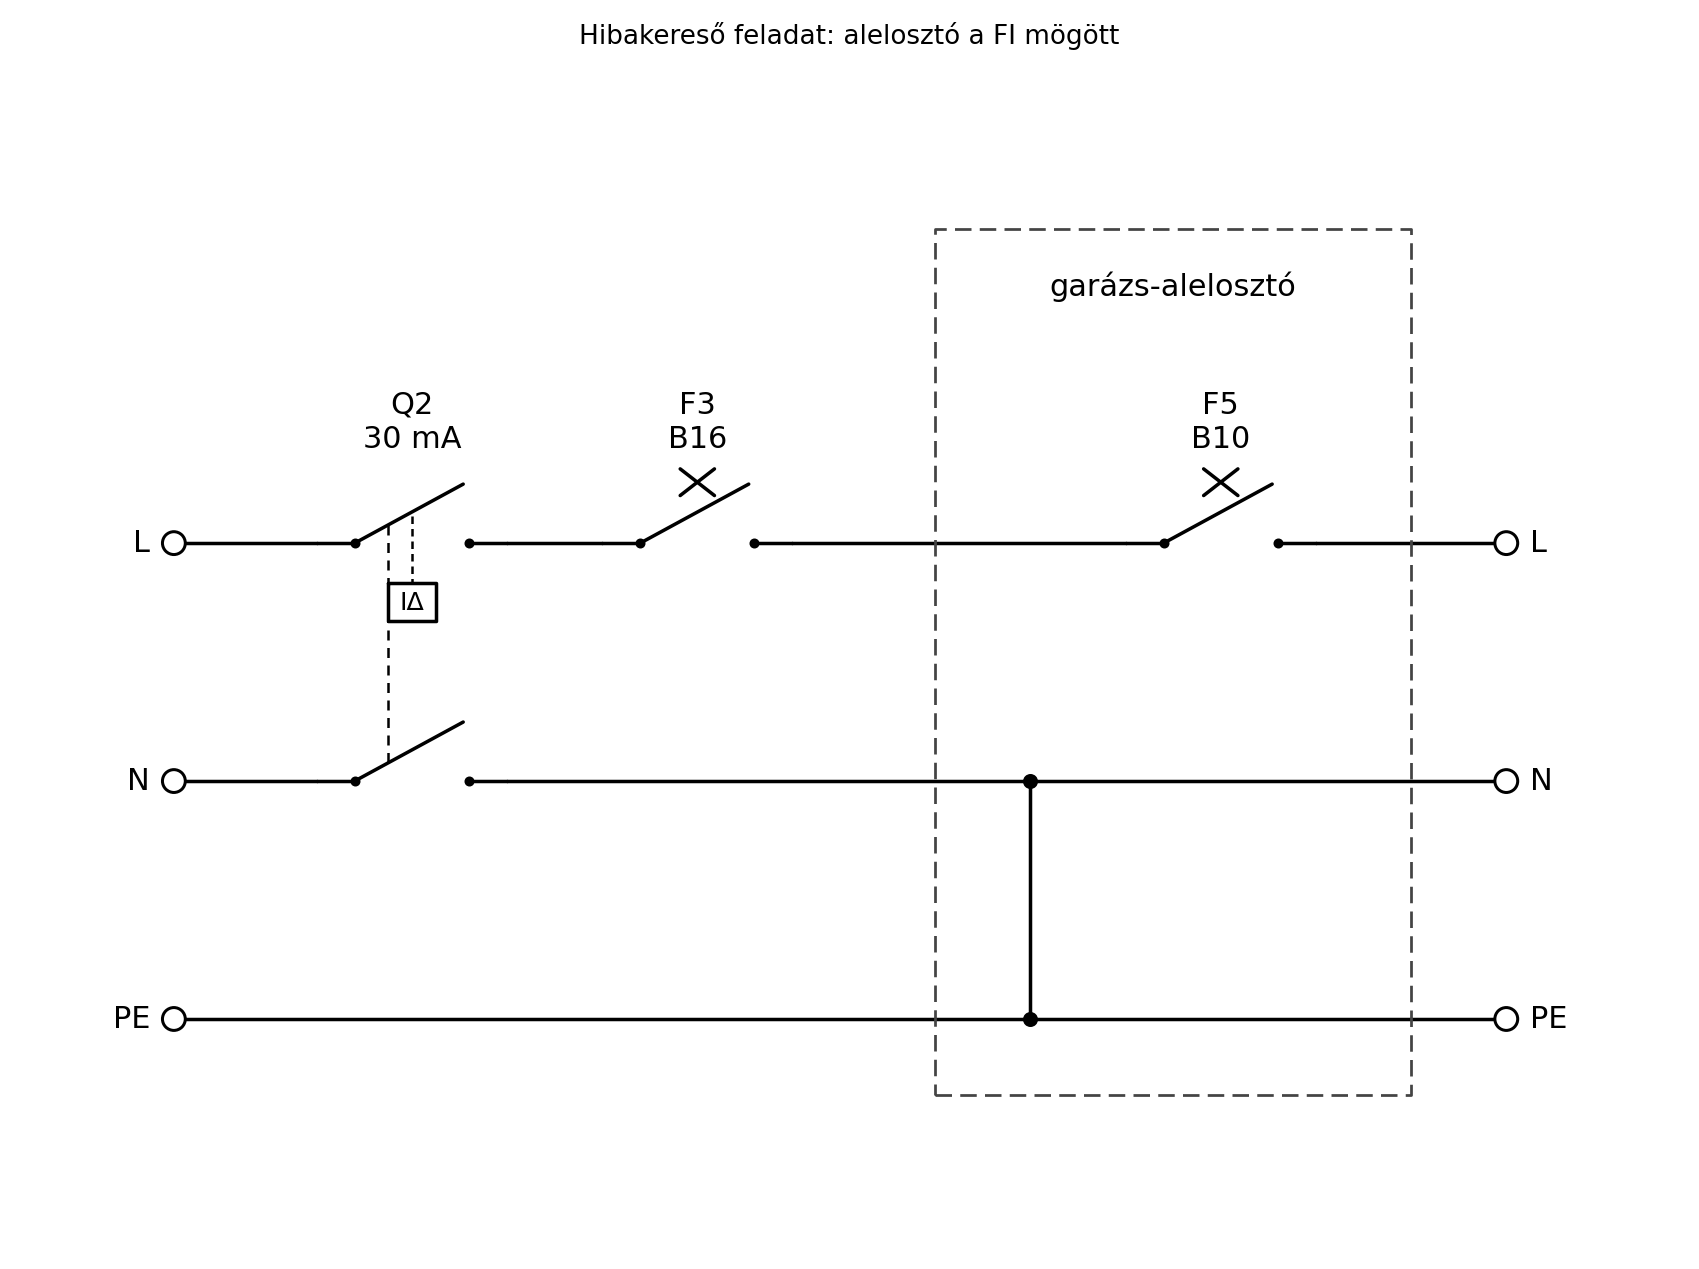 Hibakereső feladat: alelosztó a FI mögött
garázs-alelosztó
Q2
30 mA
F3
B16
F5
B10
L
L
IΔ
N
N
PE
PE